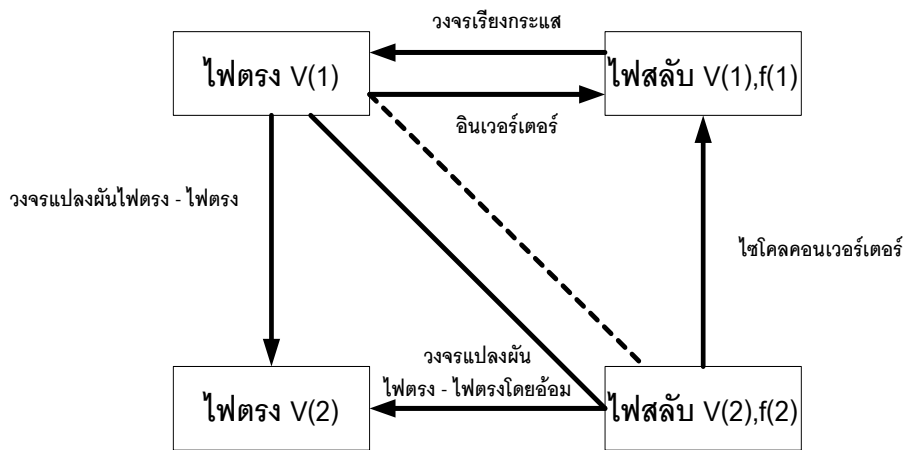 วงจรเรียงกระแส
ไฟตรง V(1)
ไฟสลับ V(1),f(1)
อินเวอร์เตอร์
วงจรแปลงผันไฟตรง - ไฟตรง
ไซโคลคอนเวอร์เตอร์
วงจรแปลงผัน
ไฟตรง - ไฟตรงโดยอ้อม
ไฟตรง V(2)
ไฟสลับ V(2),f(2)